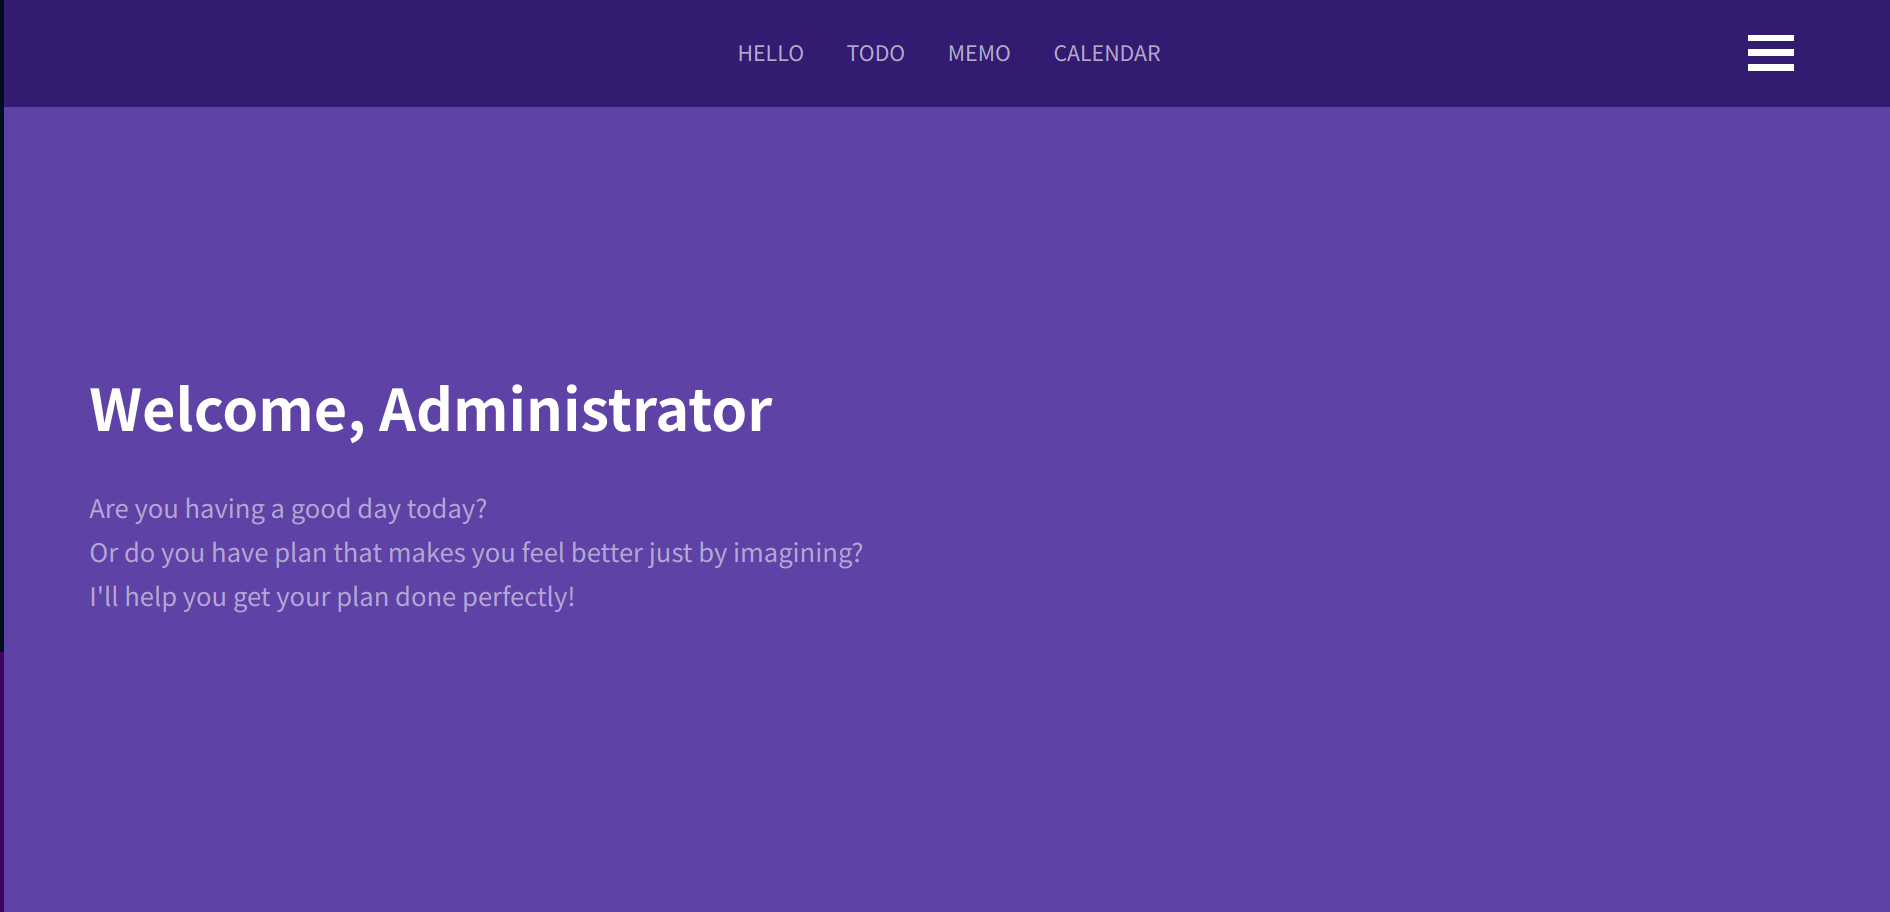 HELLO TODO MEMO CALENDAR
Welcome, Administrator
Are you having a good day today?
Or do you have plan that makes you feel better just by imagining?
I'll help you get your plan done perfectly!